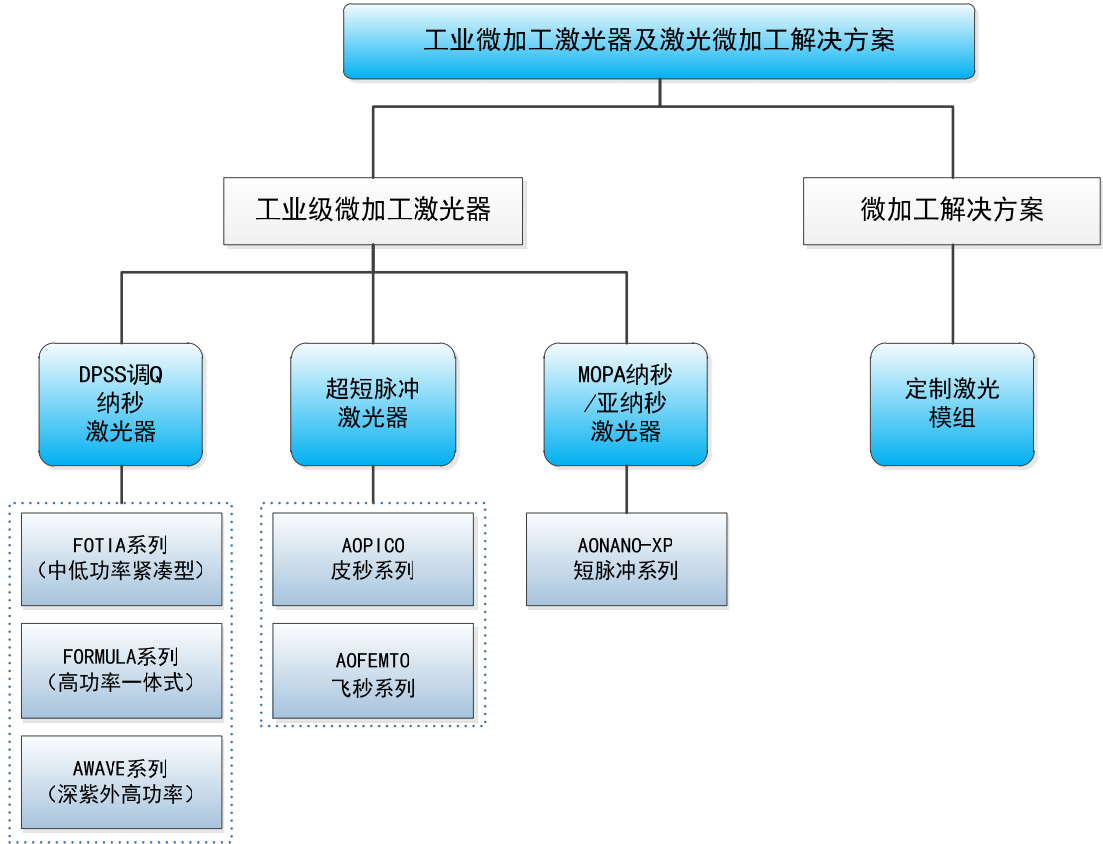 工业微加工激光器及激光微加工解决方案
工业级微加工激光器
微加工解决方案
DPSS调Q
纳秒
激光器
超短脉冲
激光器
MOPA纳秒
/亚纳秒
激光器
定制激光
模组
FOTIA系列
（中低功率紧凑型）
AOPICO
皮秒系列
AONANO-XP
短脉冲系列
FORMULA系列
（高功率一体式）
AOFEMTO
飞秒系列
AWAVE系列
（深紫外高功率）